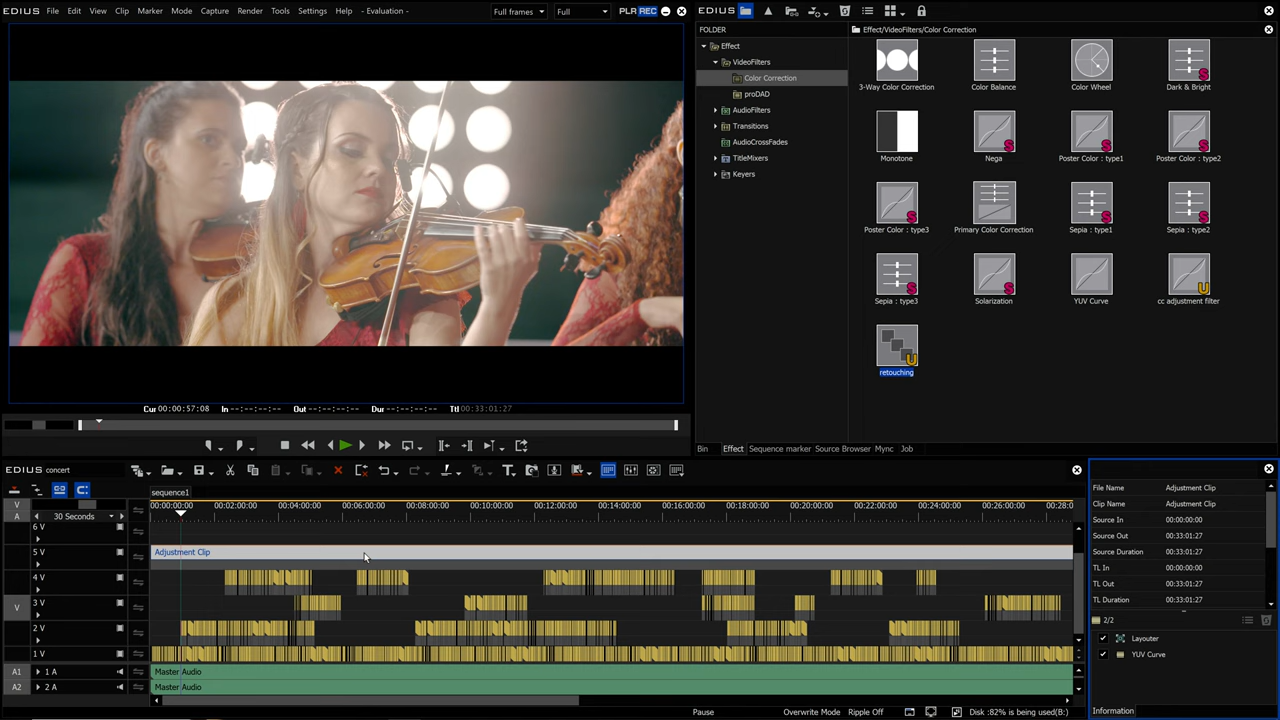 EDIUS File Edit View Clip Marker Mode Capture Render Tools Settings Help - Evaluation - Full frames Full PLR REC
EDIUS
FOLDER
Effect/VideoFilters/Color Correction
Effect
VideoFilters
Color Correction
proDAD
AudioFilters
Transitions
AudioCrossFades
TitleMixers
Keyers
3-Way Color Correction Color Balance Color Wheel Dark & Bright
S
Monotone Nega Poster Color : type1 Poster Color : type2
S S S
Poster Color : type3 Primary Color Correction Sepia : type1 Sepia : type2
S S S
Sepia : type3 Solarization YUV Curve cc adjustment filter
S S U
retouching
U
Cur 00:00:57:08 In --:--:--:-- Out --:--:--:-- Dur --:--:--:-- Ttl 00:33:01:27
Bin Effect Sequence marker Source Browser Mync Job
EDIUS concert
sequence1
V
A 30 Seconds
00:00:00:00 00:02:00:00 00:04:00:00 00:06:00:00 00:08:00:00 00:10:00:00 00:12:00:00 00:14:00:00 00:16:00:00 00:18:00:00 00:20:00:00 00:22:00:00 00:24:00:00 00:26:00:00 00:28:0
6 V
5 V
Adjustment Clip
4 V
V 3 V
2 V
1 V
A1 1 A Master Audio
A2 2 A Master Audio
File Name Adjustment Clip
Clip Name Adjustment Clip
Source In 00:00:00:00
Source Out 00:33:01:27
Source Duration 00:33:01:27
TL In 00:00:00:00
TL Out 00:33:01:27
TL Duration 00:33:01:27
2/2
Layouter
YUV Curve
Information
Pause Overwrite Mode Ripple Off Disk :82% is being used(B:)